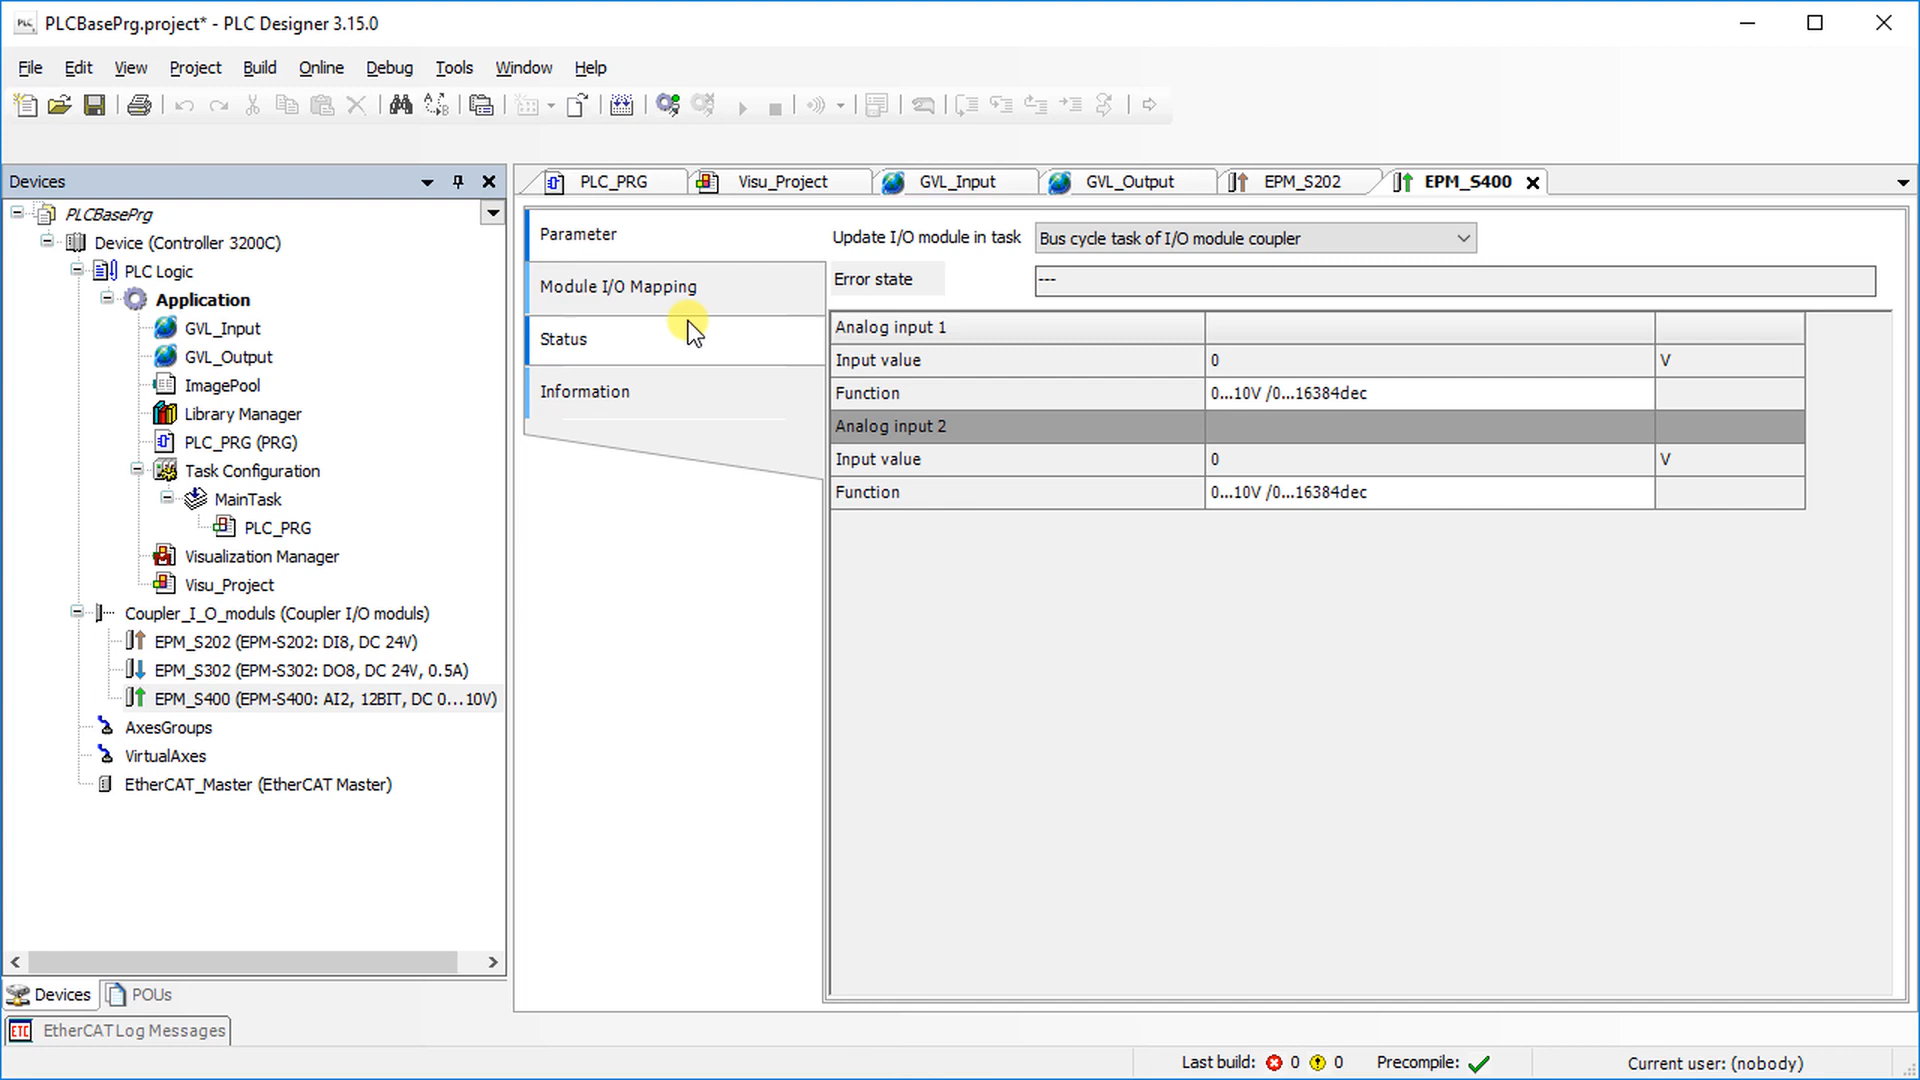 PLCBasePrg.project* - PLC Designer 3.15.0
File Edit View Project Build Online Debug Tools Window Help
Devices
PLCBasePrg
Device (Controller 3200C)
PLC Logic
Application
GVL_Input
GVL_Output
ImagePool
Library Manager
PLC_PRG (PRG)
Task Configuration
MainTask
PLC_PRG
Visualization Manager
Visu_Project
Coupler_I_O_moduls (Coupler I/O moduls)
EPM_S202 (EPM-S202: DI8, DC 24V)
EPM_S302 (EPM-S302: DO8, DC 24V, 0.5A)
EPM_S400 (EPM-S400: AI2, 12BIT, DC 0...10V)
AxesGroups
VirtualAxes
EtherCAT_Master (EtherCAT Master)
Devices POUs
PLC_PRG Visu_Project GVL_Input GVL_Output EPM_S202 EPM_S400
Parameter
Module I/O Mapping
Status
Information
Update I/O module in task Bus cycle task of I/O module coupler
Error state ---
Analog input 1
Input value 0 V
Function 0...10V /0...16384dec
Analog input 2
Input value 0 V
Function 0...10V /0...16384dec
ETC EtherCAT Log Messages
Last build: 0 0 Precompile: Current user: (nobody)